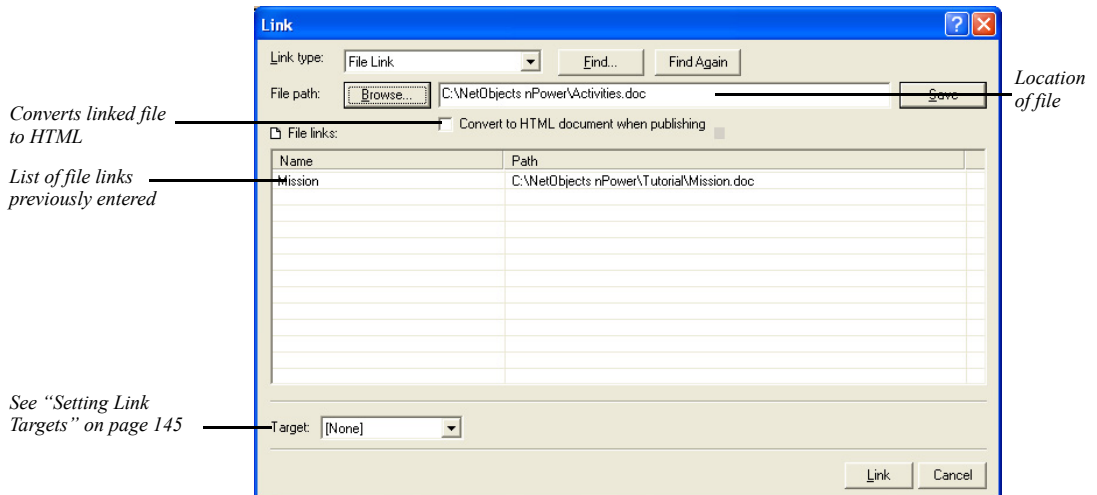 Link
Link type: File Link Find... Find Again
File path: Browse... C:\NetObjects nPower\Activities.doc Save
Location
of file
Converts linked file
to HTML
Convert to HTML document when publishing
File links:
Name Path
List of file links
previously entered
Mission C:\NetObjects nPower\Tutorial\Mission.doc
See “Setting Link
Targets” on page 145
Target: [None]
Link Cancel